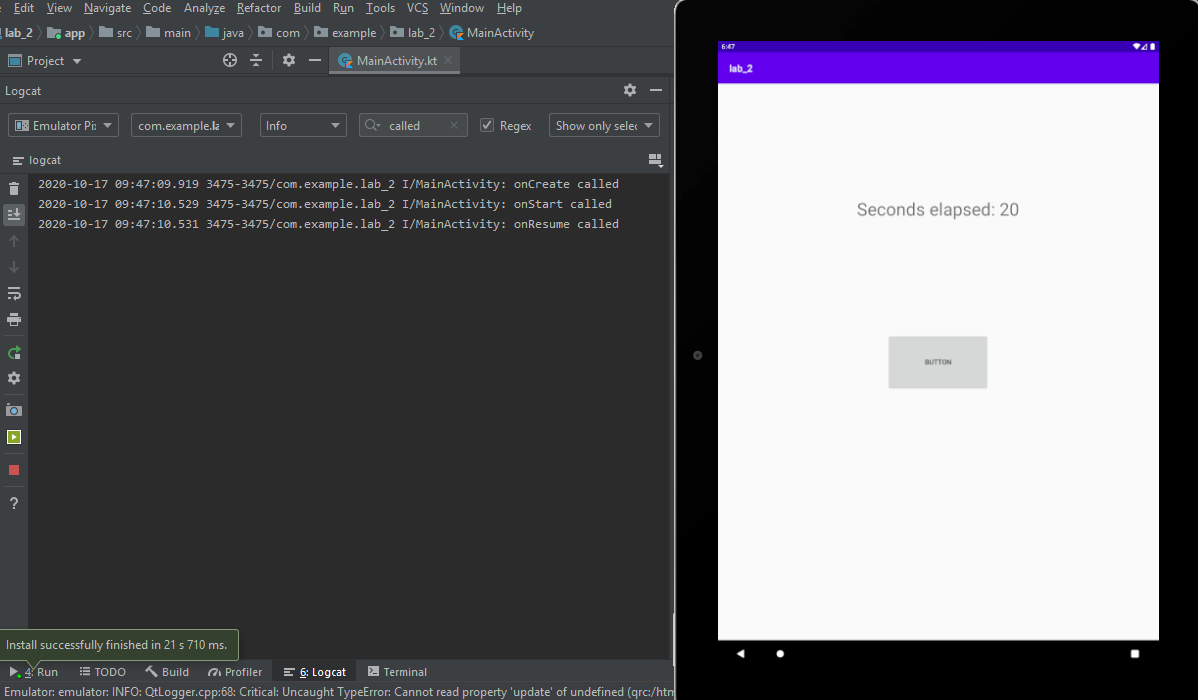 Edit View Navigate Code Analyze Refactor Build Run Tools VCS Window Help
lab_2 app src main java com example lab_2 MainActivity
Project MainActivity.kt
Logcat
Emulator Pi com.example.la Info called Regex Show only selec
logcat
2020-10-17 09:47:09.919 3475-3475/com.example.lab_2 I/MainActivity: onCreate called
2020-10-17 09:47:10.529 3475-3475/com.example.lab_2 I/MainActivity: onStart called
2020-10-17 09:47:10.531 3475-3475/com.example.lab_2 I/MainActivity: onResume called
Install successfully finished in 21 s 710 ms.
4: Run TODO Build Profiler 6: Logcat Terminal
Emulator: emulator: INFO: QtLogger.cpp:68: Critical: Uncaught TypeError: Cannot read property 'update' of undefined (qrc:/htm
6:47
lab_2
Seconds elapsed: 20
BUTTON